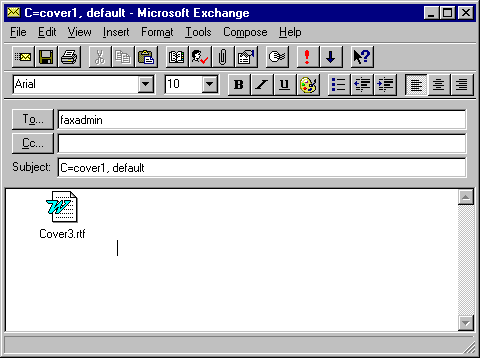 C=cover1, default - Microsoft Exchange
File Edit View Insert Format Tools Compose Help
Arial 10 B I U
To... faxadmin
Cc...
Subject: C=cover1, default
W
Cover3.rtf